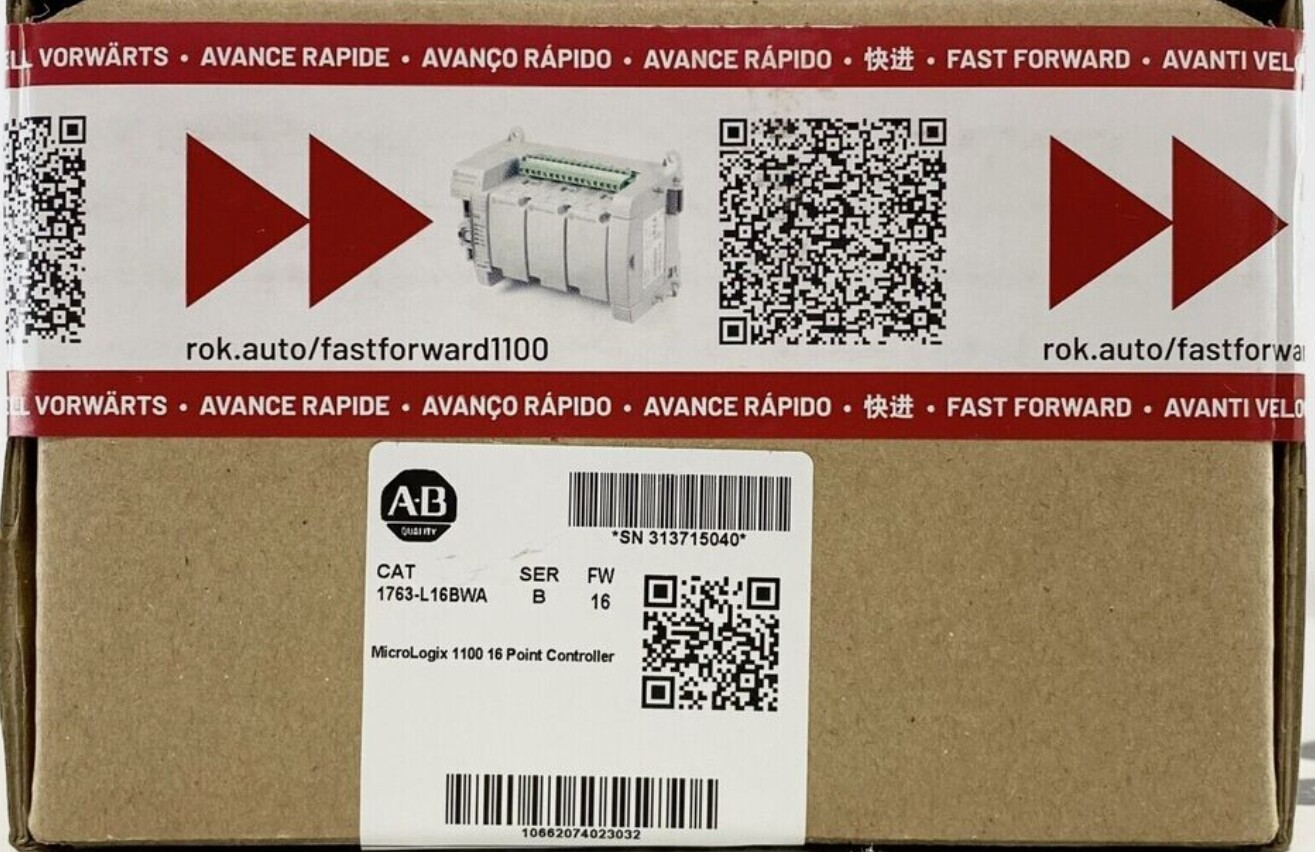 LL VORWÄRTS • AVANCE RAPIDE • AVANÇO RÁPIDO • AVANCE RÁPIDO • 快进 • FAST FORWARD • AVANTI VELO
rok.auto/fastforward1100
rok.auto/fastforwa
LL VORWÄRTS • AVANCE RAPIDE • AVANÇO RÁPIDO • AVANCE RÁPIDO • 快进 • FAST FORWARD • AVANTI VELO
A·B
QUALITY
*SN 313715040*
CAT SER FW
1763-L16BWA B 16
MicroLogix 1100 16 Point Controller
10662074023032